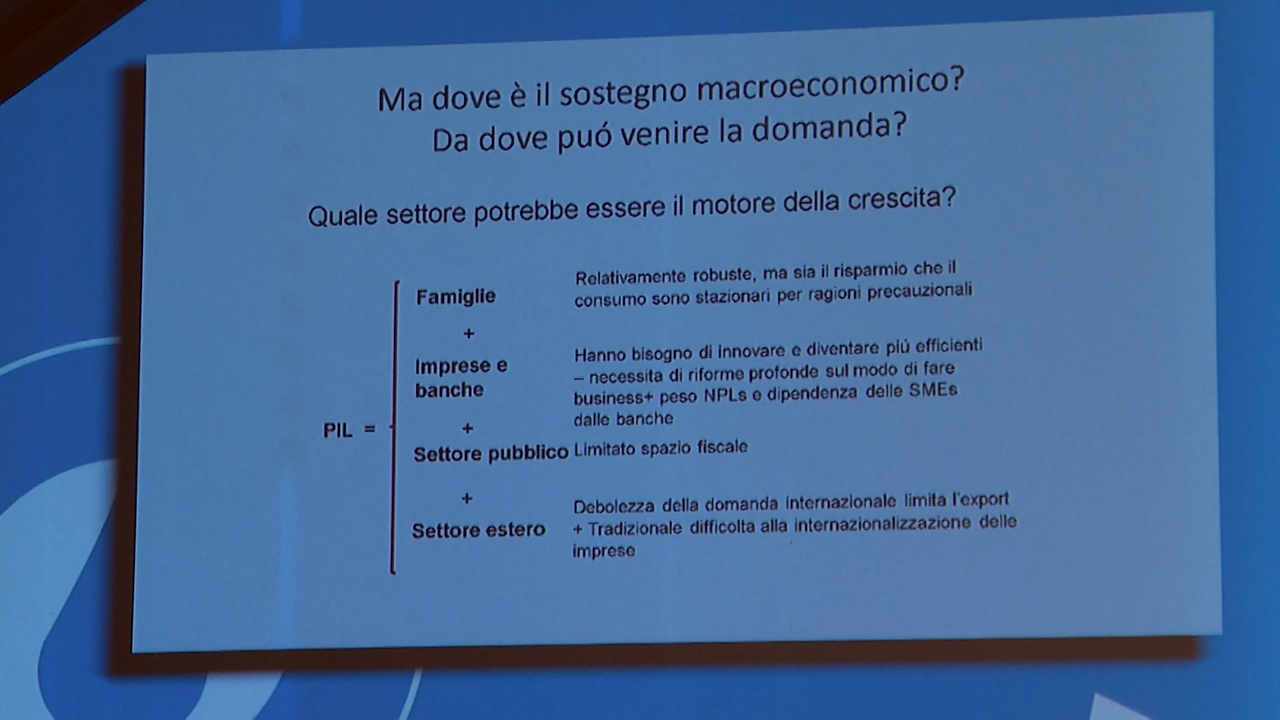 Ma dove è il sostegno macroeconomico?
Da dove puó venire la domanda?
Quale settore potrebbe essere il motore della crescita?
PIL =
Famiglie
Relativamente robuste, ma sia il risparmio che il
consumo sono stazionari per ragioni precauzionali
+
Imprese e
banche
Hanno bisogno di innovare e diventare piú efficienti
– necessita di riforme profonde sul modo di fare
business+ peso NPLs e dipendenza delle SMEs
dalle banche
+
Settore pubblico Limitato spazio fiscale
+
Settore estero
Debolezza della domanda internazionale limita l'export
+ Tradizionale difficolta alla internazionalizzazione delle
imprese